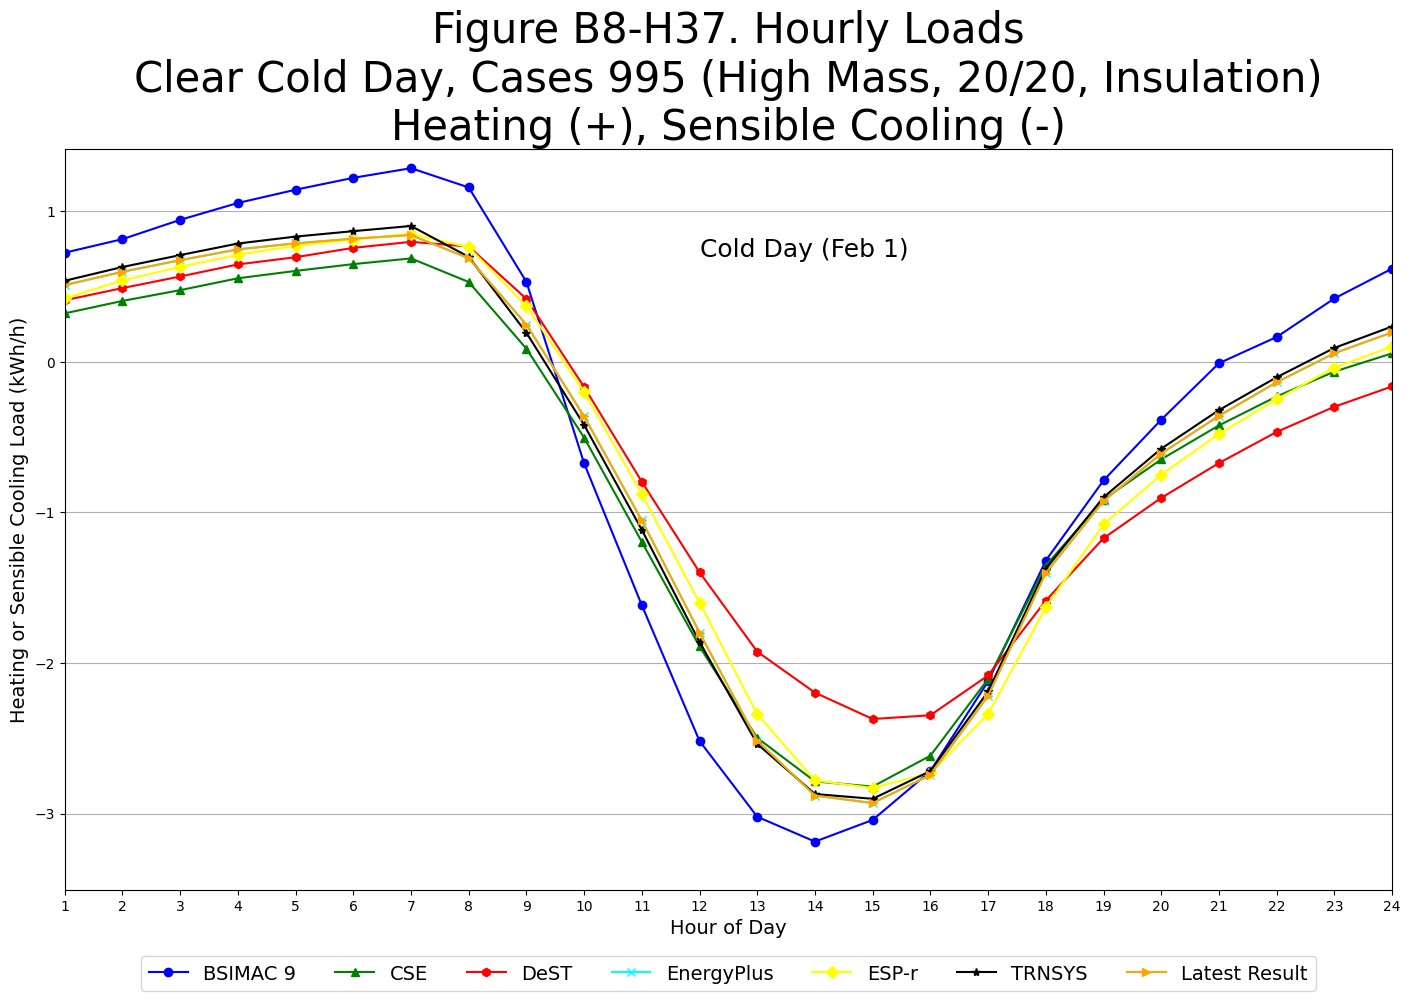 Figure B8-H37. Hourly Loads
Clear Cold Day, Cases 995 (High Mass, 20/20, Insulation)
Heating (+), Sensible Cooling (-)
Cold Day (Feb 1)
Heating or Sensible Cooling Load (kWh/h)
1
0
−1
−2
−3
1 2 3 4 5 6 7 8 9 10 11 12 13 14 15 16 17 18 19 20 21 22 23 24
Hour of Day
BSIMAC 9 CSE DeST EnergyPlus ESP-r TRNSYS Latest Result